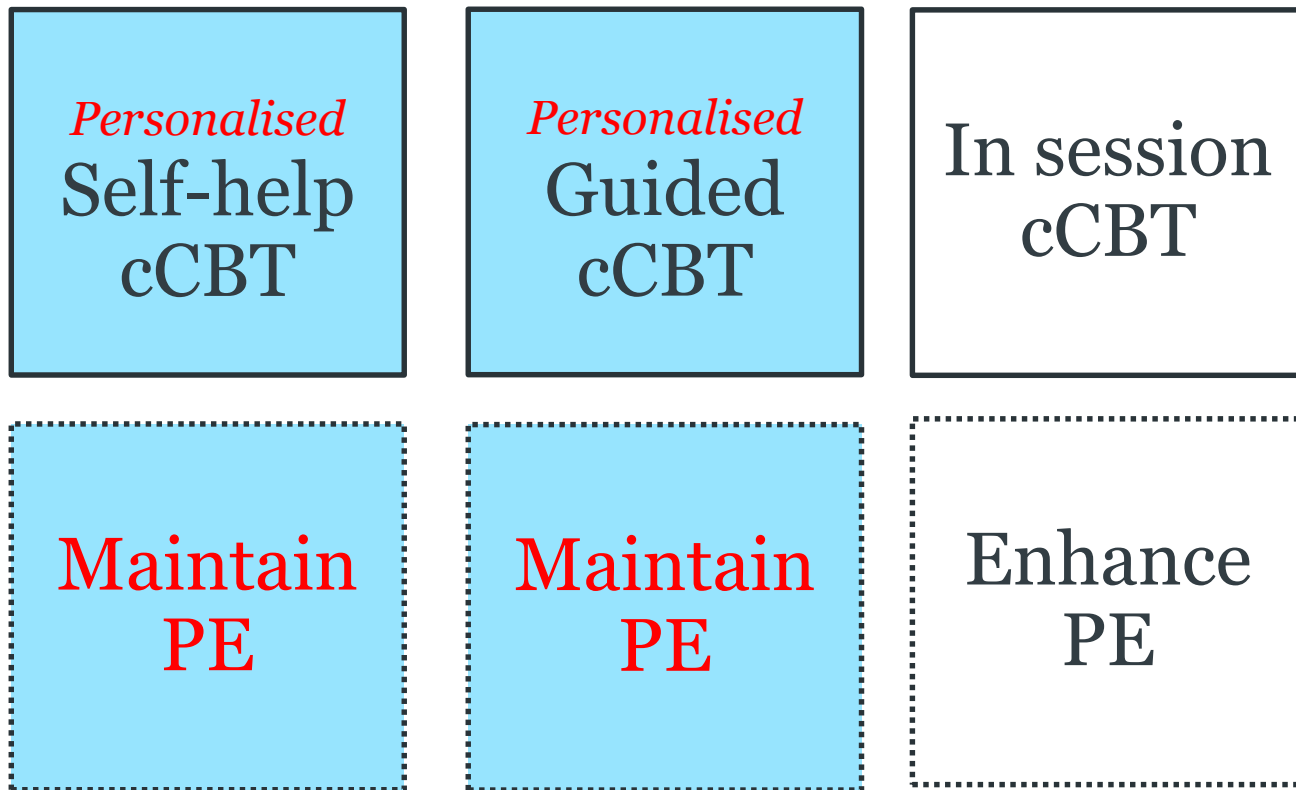 Personalised
Self-help
cCBT
Personalised
Guided
cCBT
In session
cCBT
Maintain
PE
Maintain
PE
Enhance
PE